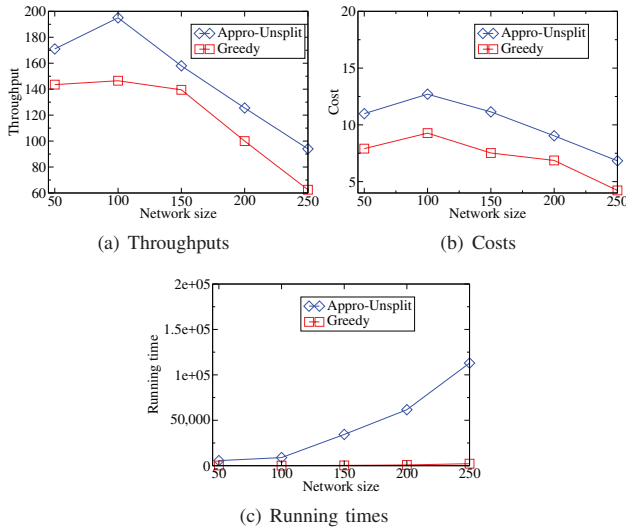 200
180
160
140
120
100
80
60
Throughput
Appro-Unsplit
Greedy
50 100 150 200 250
Network size
(a) Throughputs
20
15
10
5
Cost
Appro-Unsplit
Greedy
50 100 150 200 250
Network size
(b) Costs
2e+05
1e+05
1e+05
50,000
0
Running time
Appro-Unsplit
Greedy
50 100 150 200 250
Network size
(c) Running times